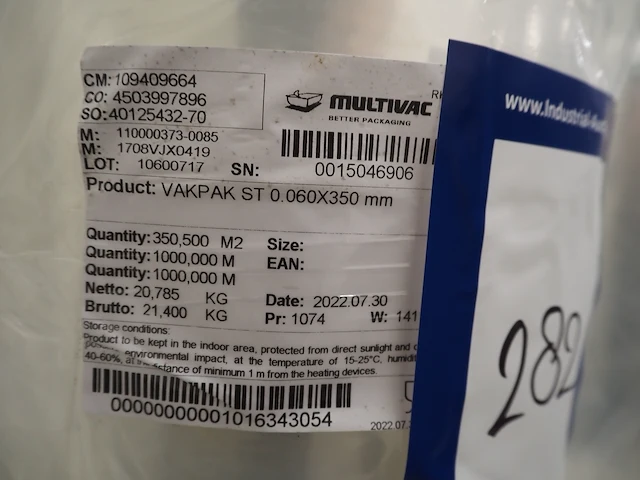 CM: 109409664
CO: 4503997896
SO: 40125432-70
M: 110000373-0085
M: 1708VJX0419
LOT: 10600717 SN:
MULTIVAC
BETTER PACKAGING
0015046906
Product: VAKPAK ST 0.060X350 mm
Quantity: 350,500 M2 Size:
Quantity: 1000,000 M EAN:
Quantity: 1000,000 M
Netto: 20,785 KG Date: 2022.07.30
Brutto: 21,400 KG Pr: 1074 W: 141
Storage conditions:
Product to be kept in the indoor area, protected from direct sunlight and
environmental impact, at the temperature of 15-25°C,
40-60%, at of minimum 1 m from the heating devices.
00000000001016343054
2022.07.
www.Industrial-
282